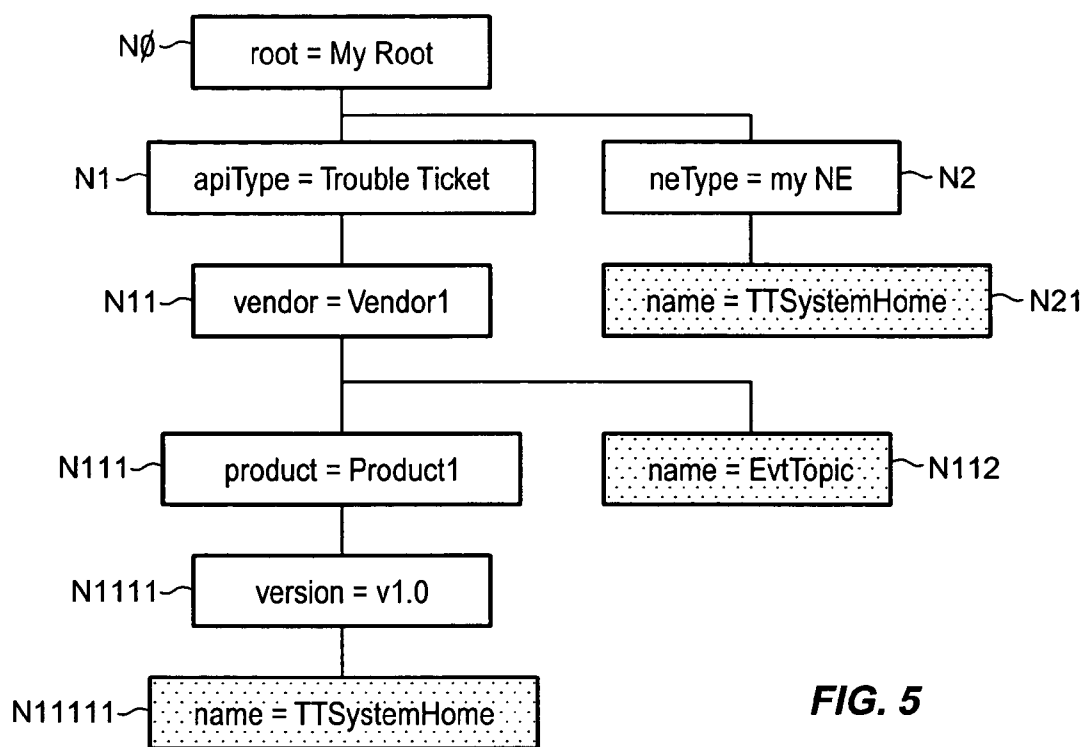 NØ
root = My Root
N1
apiType = Trouble Ticket
neType = my NE
N2
N11
vendor = Vendor1
name = TTSystemHome
N21
N111
product = Product1
name = EvtTopic
N112
N1111
version = v1.0
N11111
name = TTSystemHome
FIG. 5